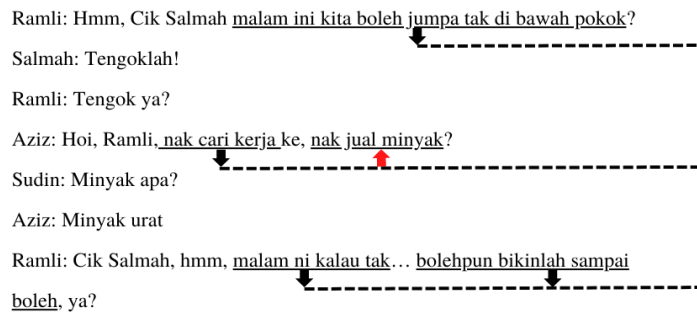 Ramli: Hmm, Cik Salmah malam ini kita boleh jumpa tak di bawah pokok?
Salmah: Tengoklah!
Ramli: Tengok ya?
Aziz: Hoi, Ramli, nak cari kerja ke, nak jual minyak?
Sudin: Minyak apa?
Aziz: Minyak urat
Ramli: Cik Salmah, hmm, malam ni kalau tak… bolehpun bikinlah sampai
boleh, ya?